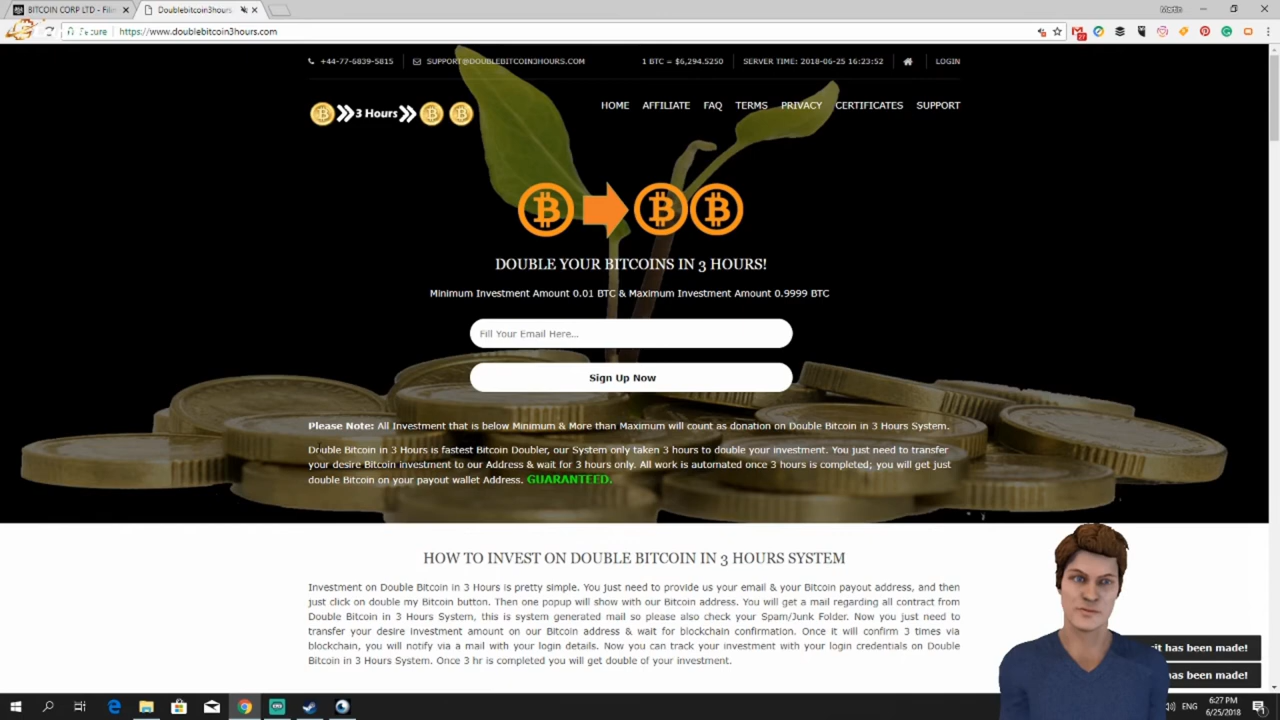 BITCOIN CORP LTD - File
Doublebitcoin3hours
https://www.doublebitcoin3hours.com
27
+44-77-6839-5815
SUPPORT@DOUBLEBITCOIN3HOURS.COM
1 BTC = $6,294.5250
SERVER TIME: 2018-06-25 16:23:52
LOGIN
3 Hours
HOME AFFILIATE FAQ TERMS PRIVACY CERTIFICATES SUPPORT
DOUBLE YOUR BITCOINS IN 3 HOURS!
Minimum Investment Amount 0.01 BTC & Maximum Investment Amount 0.9999 BTC
Fill Your Email Here...
Sign Up Now
Please Note: All Investment that is below Minimum & More than Maximum will count as donation on Double Bitcoin in 3 Hours System.
Double Bitcoin in 3 Hours is fastest Bitcoin Doubler, our System only taken 3 hours to double your investment. You just need to transfer
your desire Bitcoin investment to our Address & wait for 3 hours only. All work is automated once 3 hours is completed; you will get just
double Bitcoin on your payout wallet Address. GUARANTEED.
HOW TO INVEST ON DOUBLE BITCOIN IN 3 HOURS SYSTEM
Investment on Double Bitcoin in 3 Hours is pretty simple. You just need to provide us your email & your Bitcoin payout address, and then
just click on double my Bitcoin button. Then one popup will show with our Bitcoin address. You will get a mail regarding all contract from
Double Bitcoin in 3 Hours System, this is system generated mail so please also check your Spam/Junk Folder. Now you just need to
transfer your desire investment amount on our Bitcoin address & wait for blockchain confirmation. Once it will confirm 3 times via
blockchain, you will notify via a mail with your login details. Now you can track your investment with your login credentials on Double
Bitcoin in 3 Hours System. Once 3 hr is completed you will get double of your investment.
it has been made!
has been made!
ENG
6:27 PM
6/25/2018